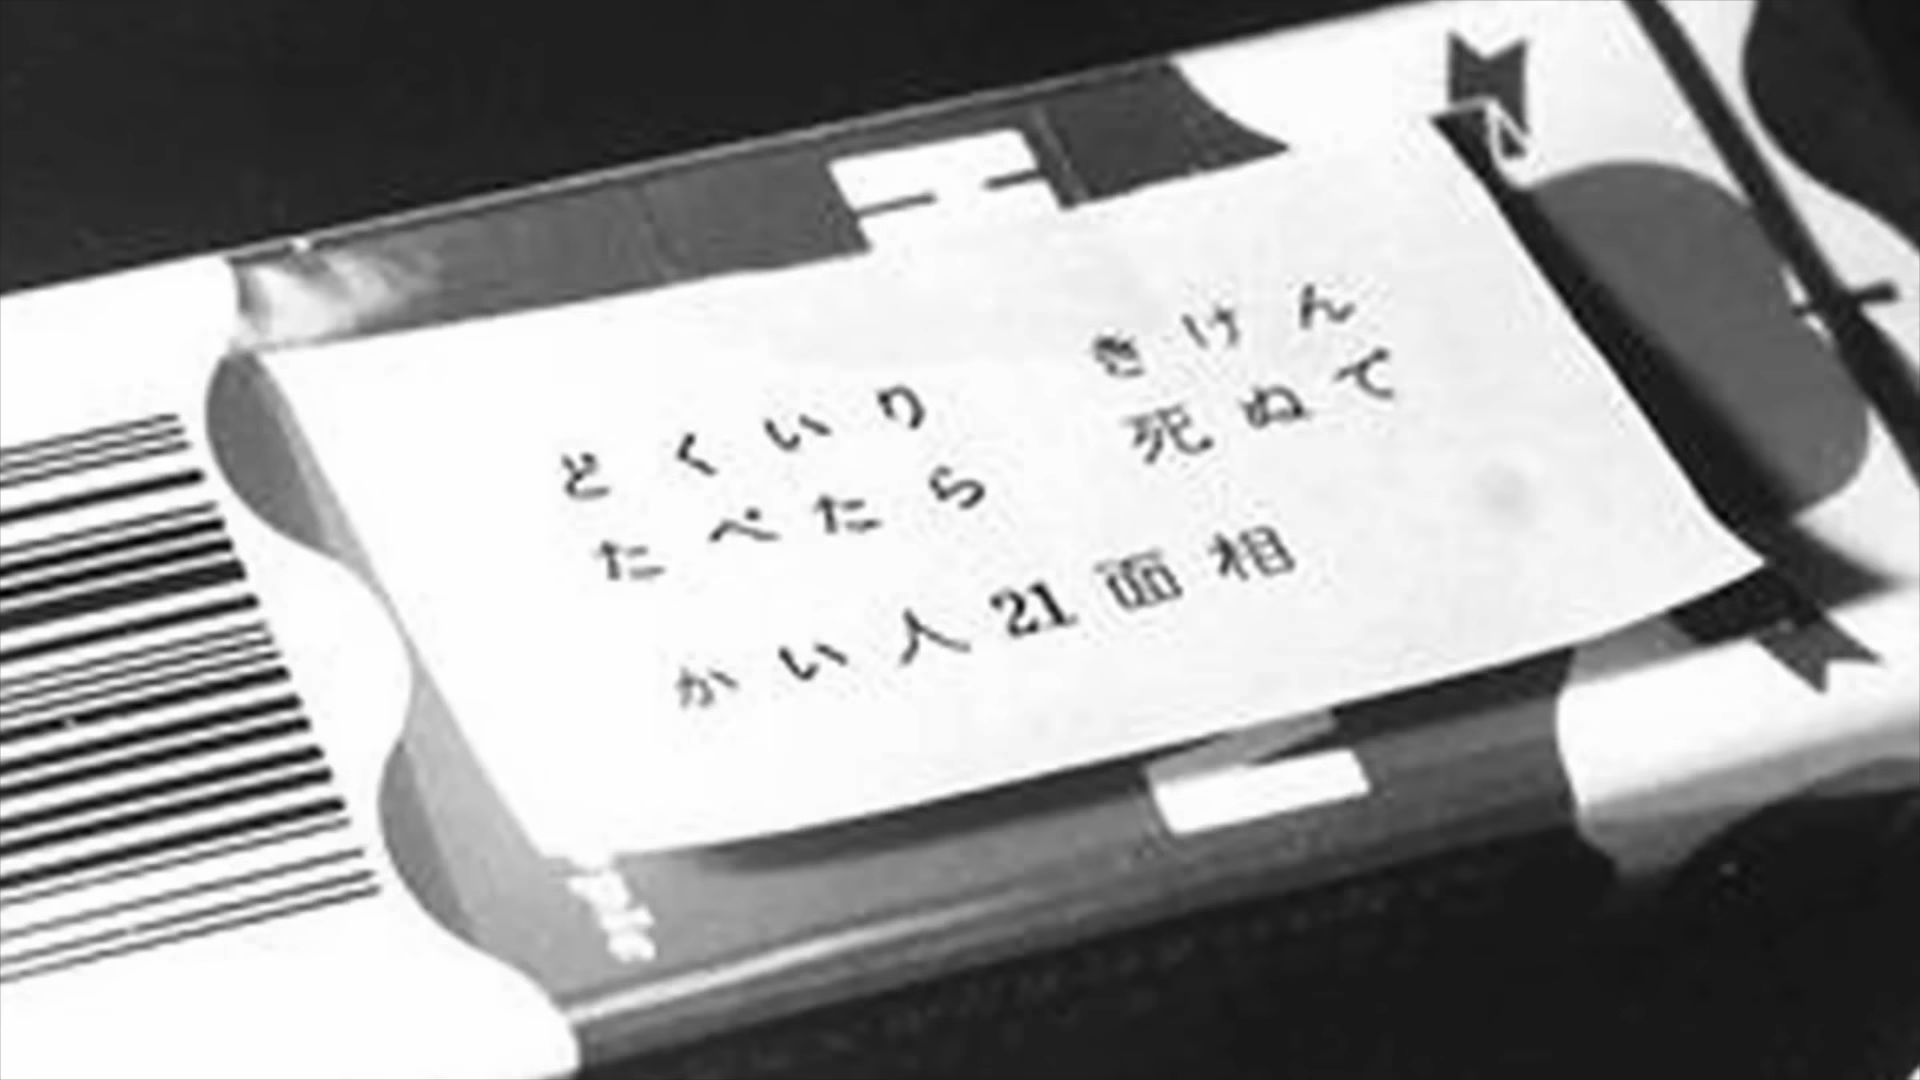 どくいり きけん
たべたら 死ぬで
かい人21面相